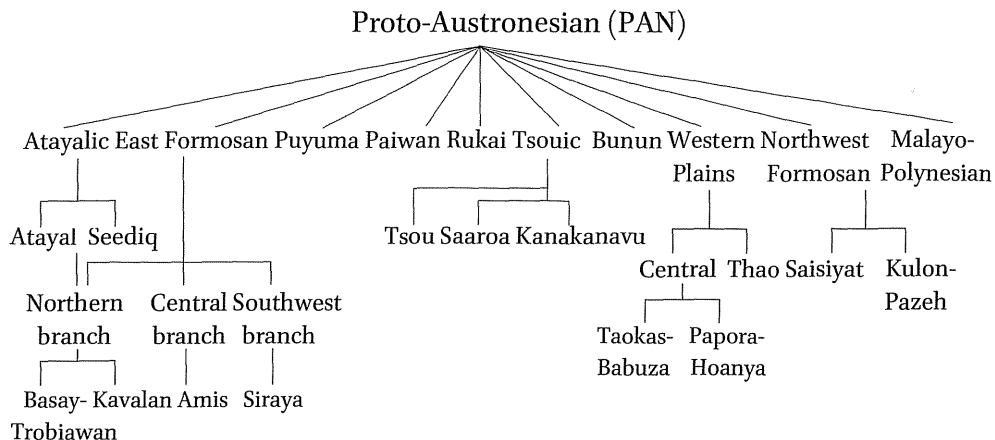 Proto-Austronesian (PAN)
Atayalic East Formosan Puyuma Paiwan Rukai Tsouic Bunun Western Northwest Malayo-
Plains Formosan Polynesian
Atayal Seediq Tsou Saaroa Kanakanavu
Central Thao Saisiyat Kulon-
Pazeh
Northern Central Southwest
branch branch branch
Taokas- Papora-
Babuza Hoanya
Basay- Kavalan Amis Siraya
Trobiawan